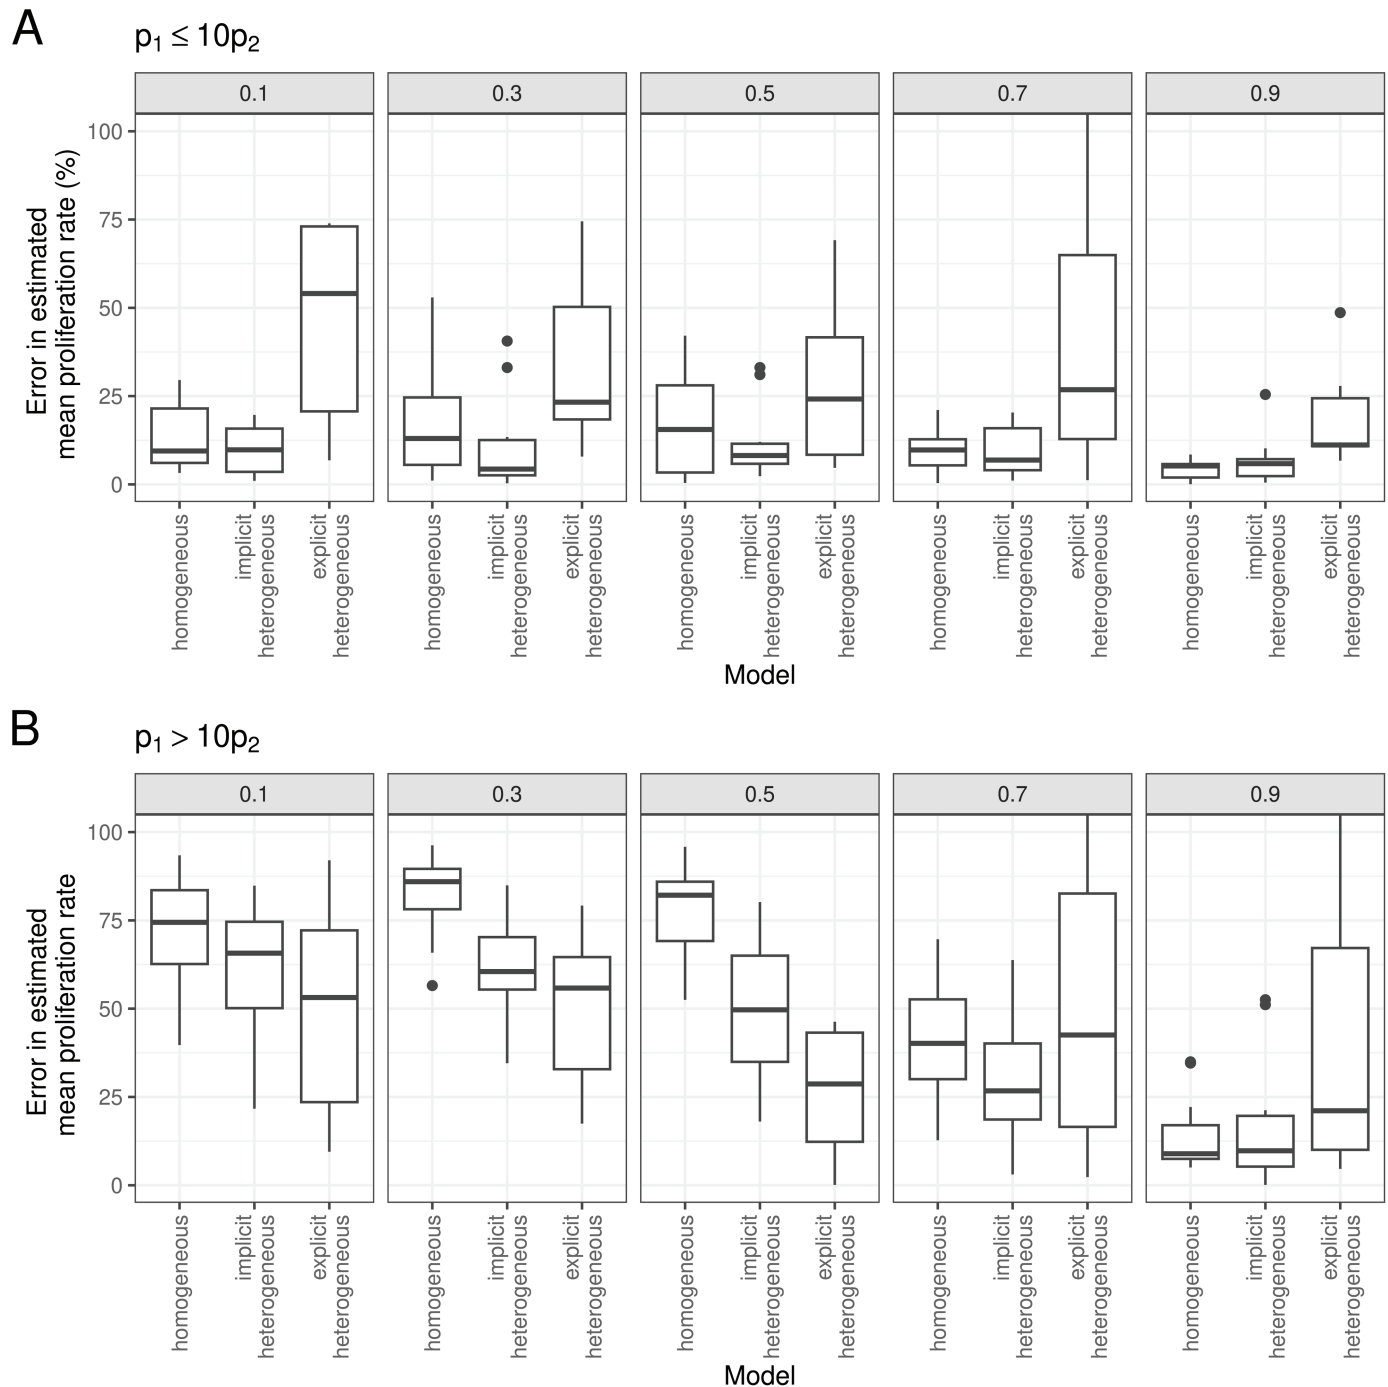 A
p₁ ≤ 10p₂
0.1 0.3 0.5 0.7 0.9
Error in estimated
mean proliferation rate (%)
100
75
50
25
0
homogeneous
implicit
heterogeneous
explicit
heterogeneous
homogeneous
implicit
heterogeneous
explicit
heterogeneous
homogeneous
implicit
heterogeneous
explicit
heterogeneous
homogeneous
implicit
heterogeneous
explicit
heterogeneous
homogeneous
implicit
heterogeneous
explicit
heterogeneous
Model
B
p₁ > 10p₂
0.1 0.3 0.5 0.7 0.9
Error in estimated
mean proliferation rate
100
75
50
25
0
homogeneous
implicit
heterogeneous
explicit
heterogeneous
homogeneous
implicit
heterogeneous
explicit
heterogeneous
homogeneous
implicit
heterogeneous
explicit
heterogeneous
homogeneous
implicit
heterogeneous
explicit
heterogeneous
homogeneous
implicit
heterogeneous
explicit
heterogeneous
Model